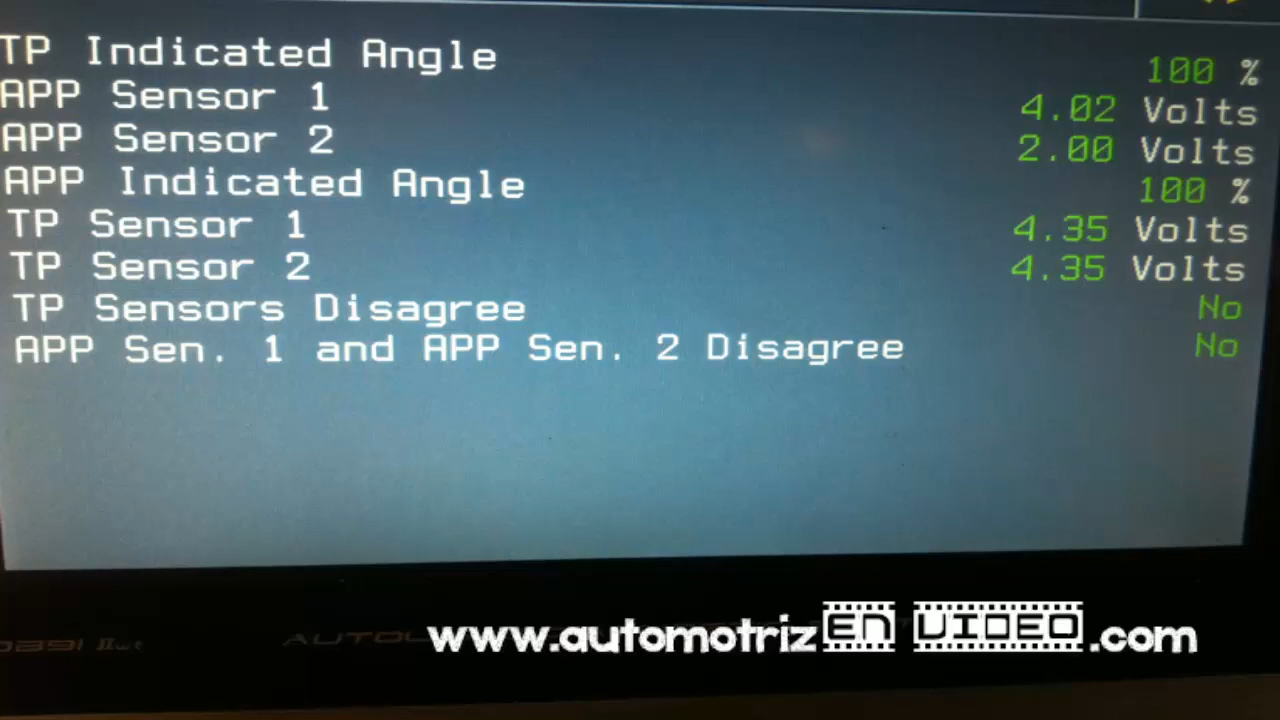 TP Indicated Angle 100 %
APP Sensor 1 4.02 Volts
APP Sensor 2 2.00 Volts
APP Indicated Angle 100 %
TP Sensor 1 4.35 Volts
TP Sensor 2 4.35 Volts
TP Sensors Disagree No
APP Sen. 1 and APP Sen. 2 Disagree No
www.automotrizEN VIDEO.com